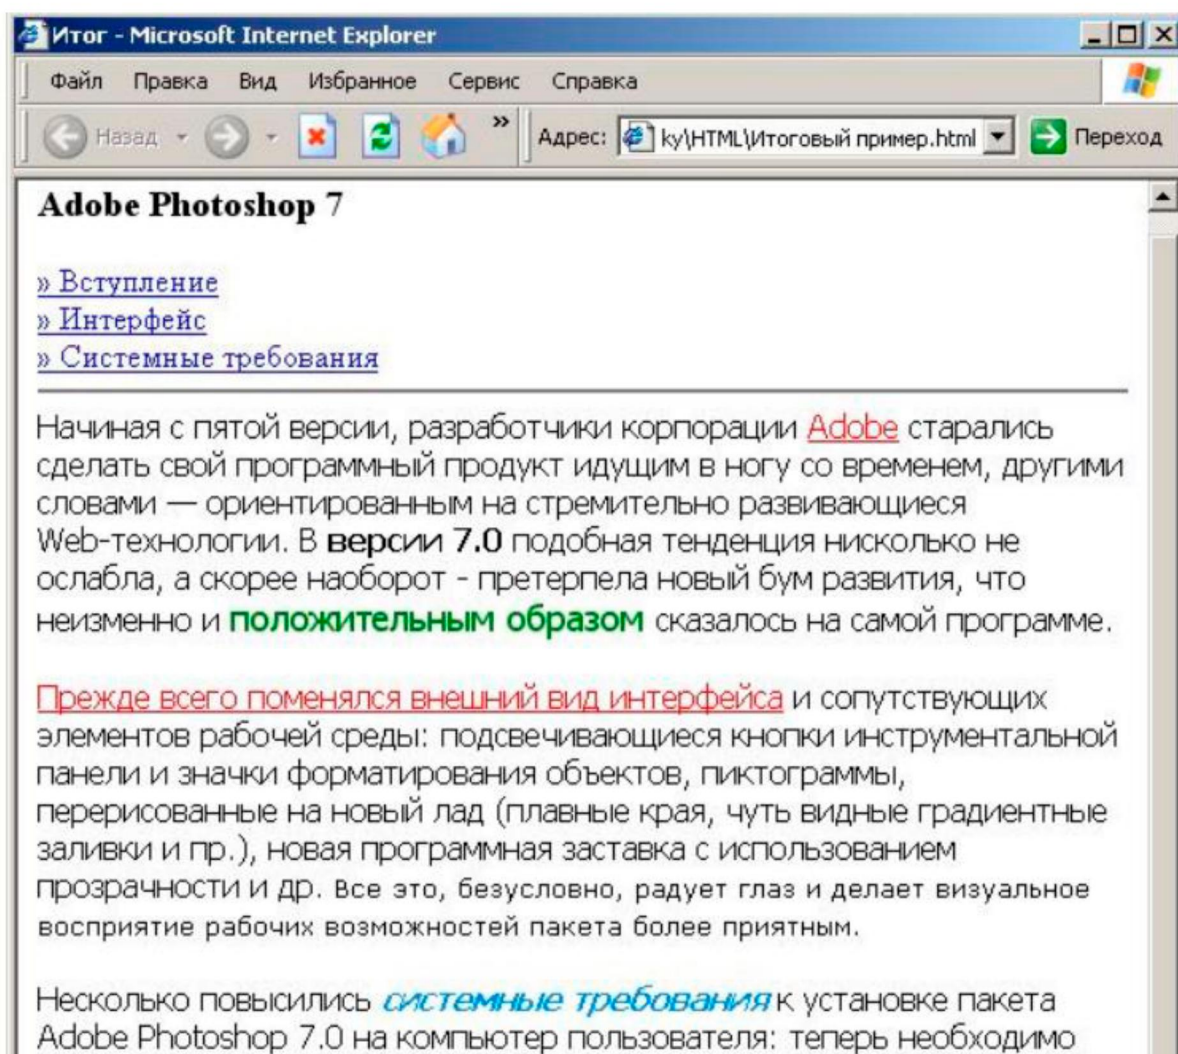 Итог - Microsoft Internet Explorer
Файл Правка Вид Избранное Сервис Справка
Назад » Адрес: ky\HTML\Итоговый пример.html Переход
Adobe Photoshop 7
» Вступление
» Интерфейс
» Системные требования
Начиная с пятой версии, разработчики корпорации Adobe старались
сделать свой программный продукт идущим в ногу со временем, другими
словами — ориентированным на стремительно развивающиеся
Web-технологии. В версии 7.0 подобная тенденция нисколько не
ослабла, а скорее наоборот - претерпела новый бум развития, что
неизменно и положительным образом сказалось на самой программе.
Прежде всего поменялся внешний вид интерфейса и сопутствующих
элементов рабочей среды: подсвечивающиеся кнопки инструментальной
панели и значки форматирования объектов, пиктограммы,
перерисованные на новый лад (плавные края, чуть видные градиентные
заливки и пр.), новая программная заставка с использованием
прозрачности и др. Все это, безусловно, радует глаз и делает визуальное
восприятие рабочих возможностей пакета более приятным.
Несколько повысились системные требования к установке пакета
Adobe Photoshop 7.0 на компьютер пользователя: теперь необходимо